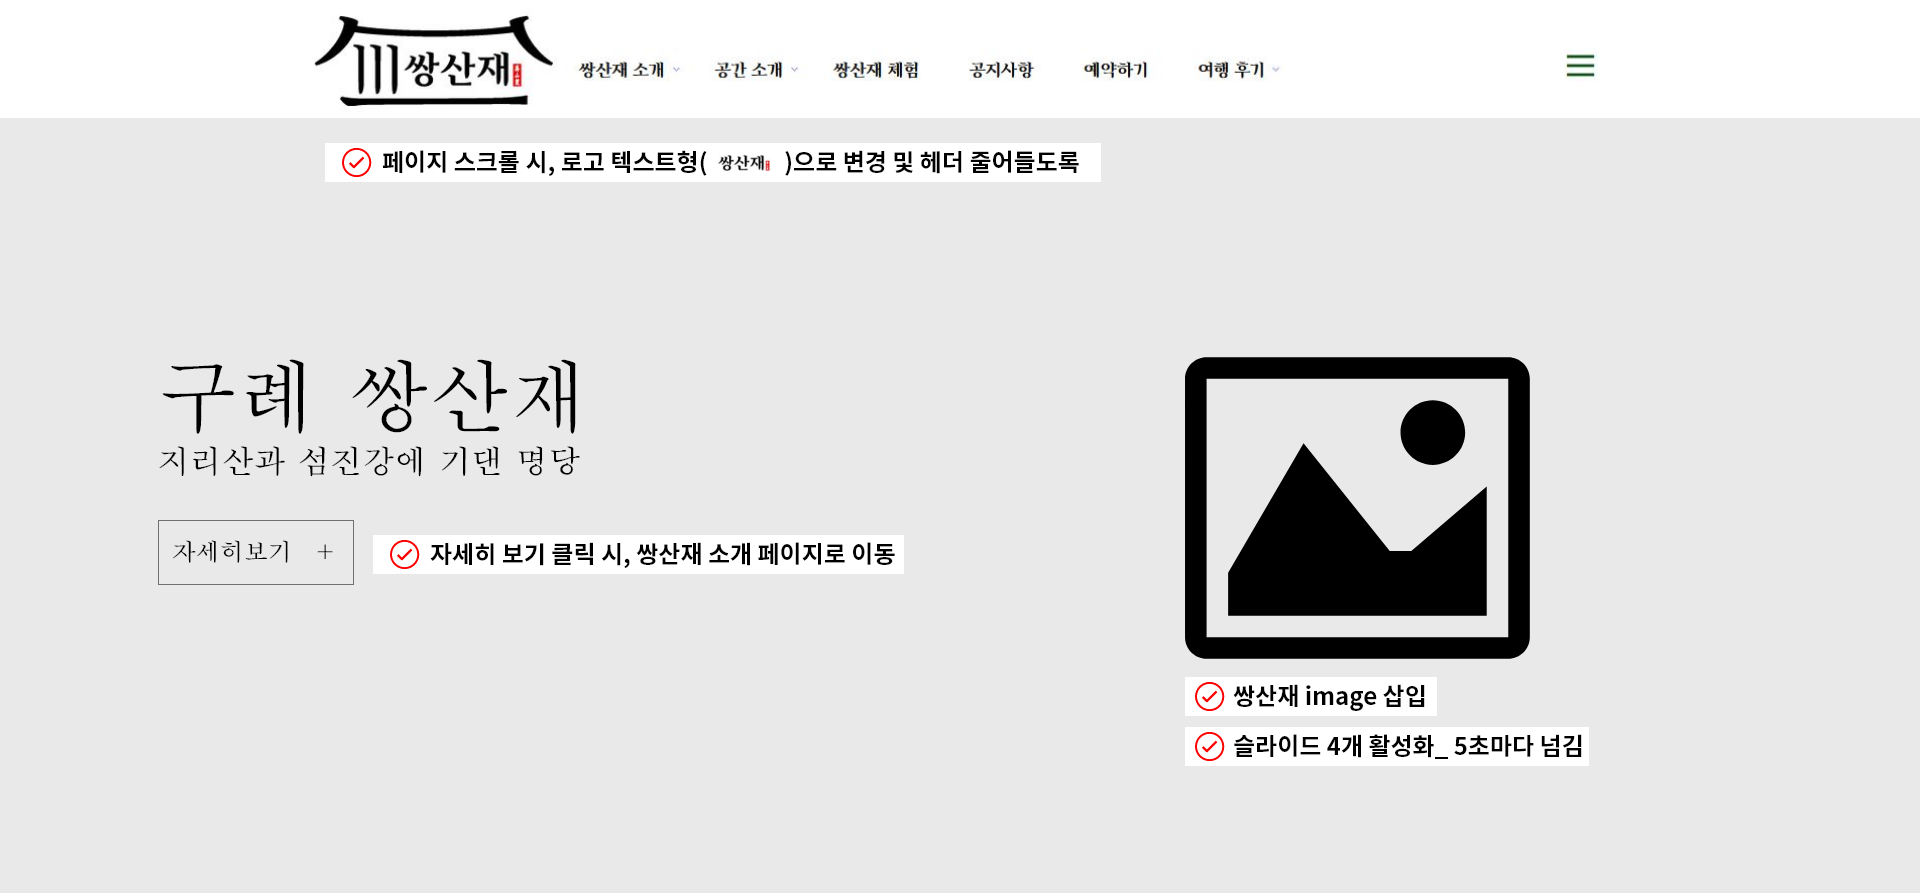 쌍산재
쌍산재 소개 공간 소개 쌍산재 체험 공지사항 예약하기 여행 후기
페이지 스크롤 시, 로고 텍스트형( 쌍산재 )으로 변경 및 헤더 줄어들도록
구례 쌍산재
지리산과 섬진강에 기댄 명당
자세히보기 +
자세히 보기 클릭 시, 쌍산재 소개 페이지로 이동
쌍산재 image 삽입
슬라이드 4개 활성화_ 5초마다 넘김